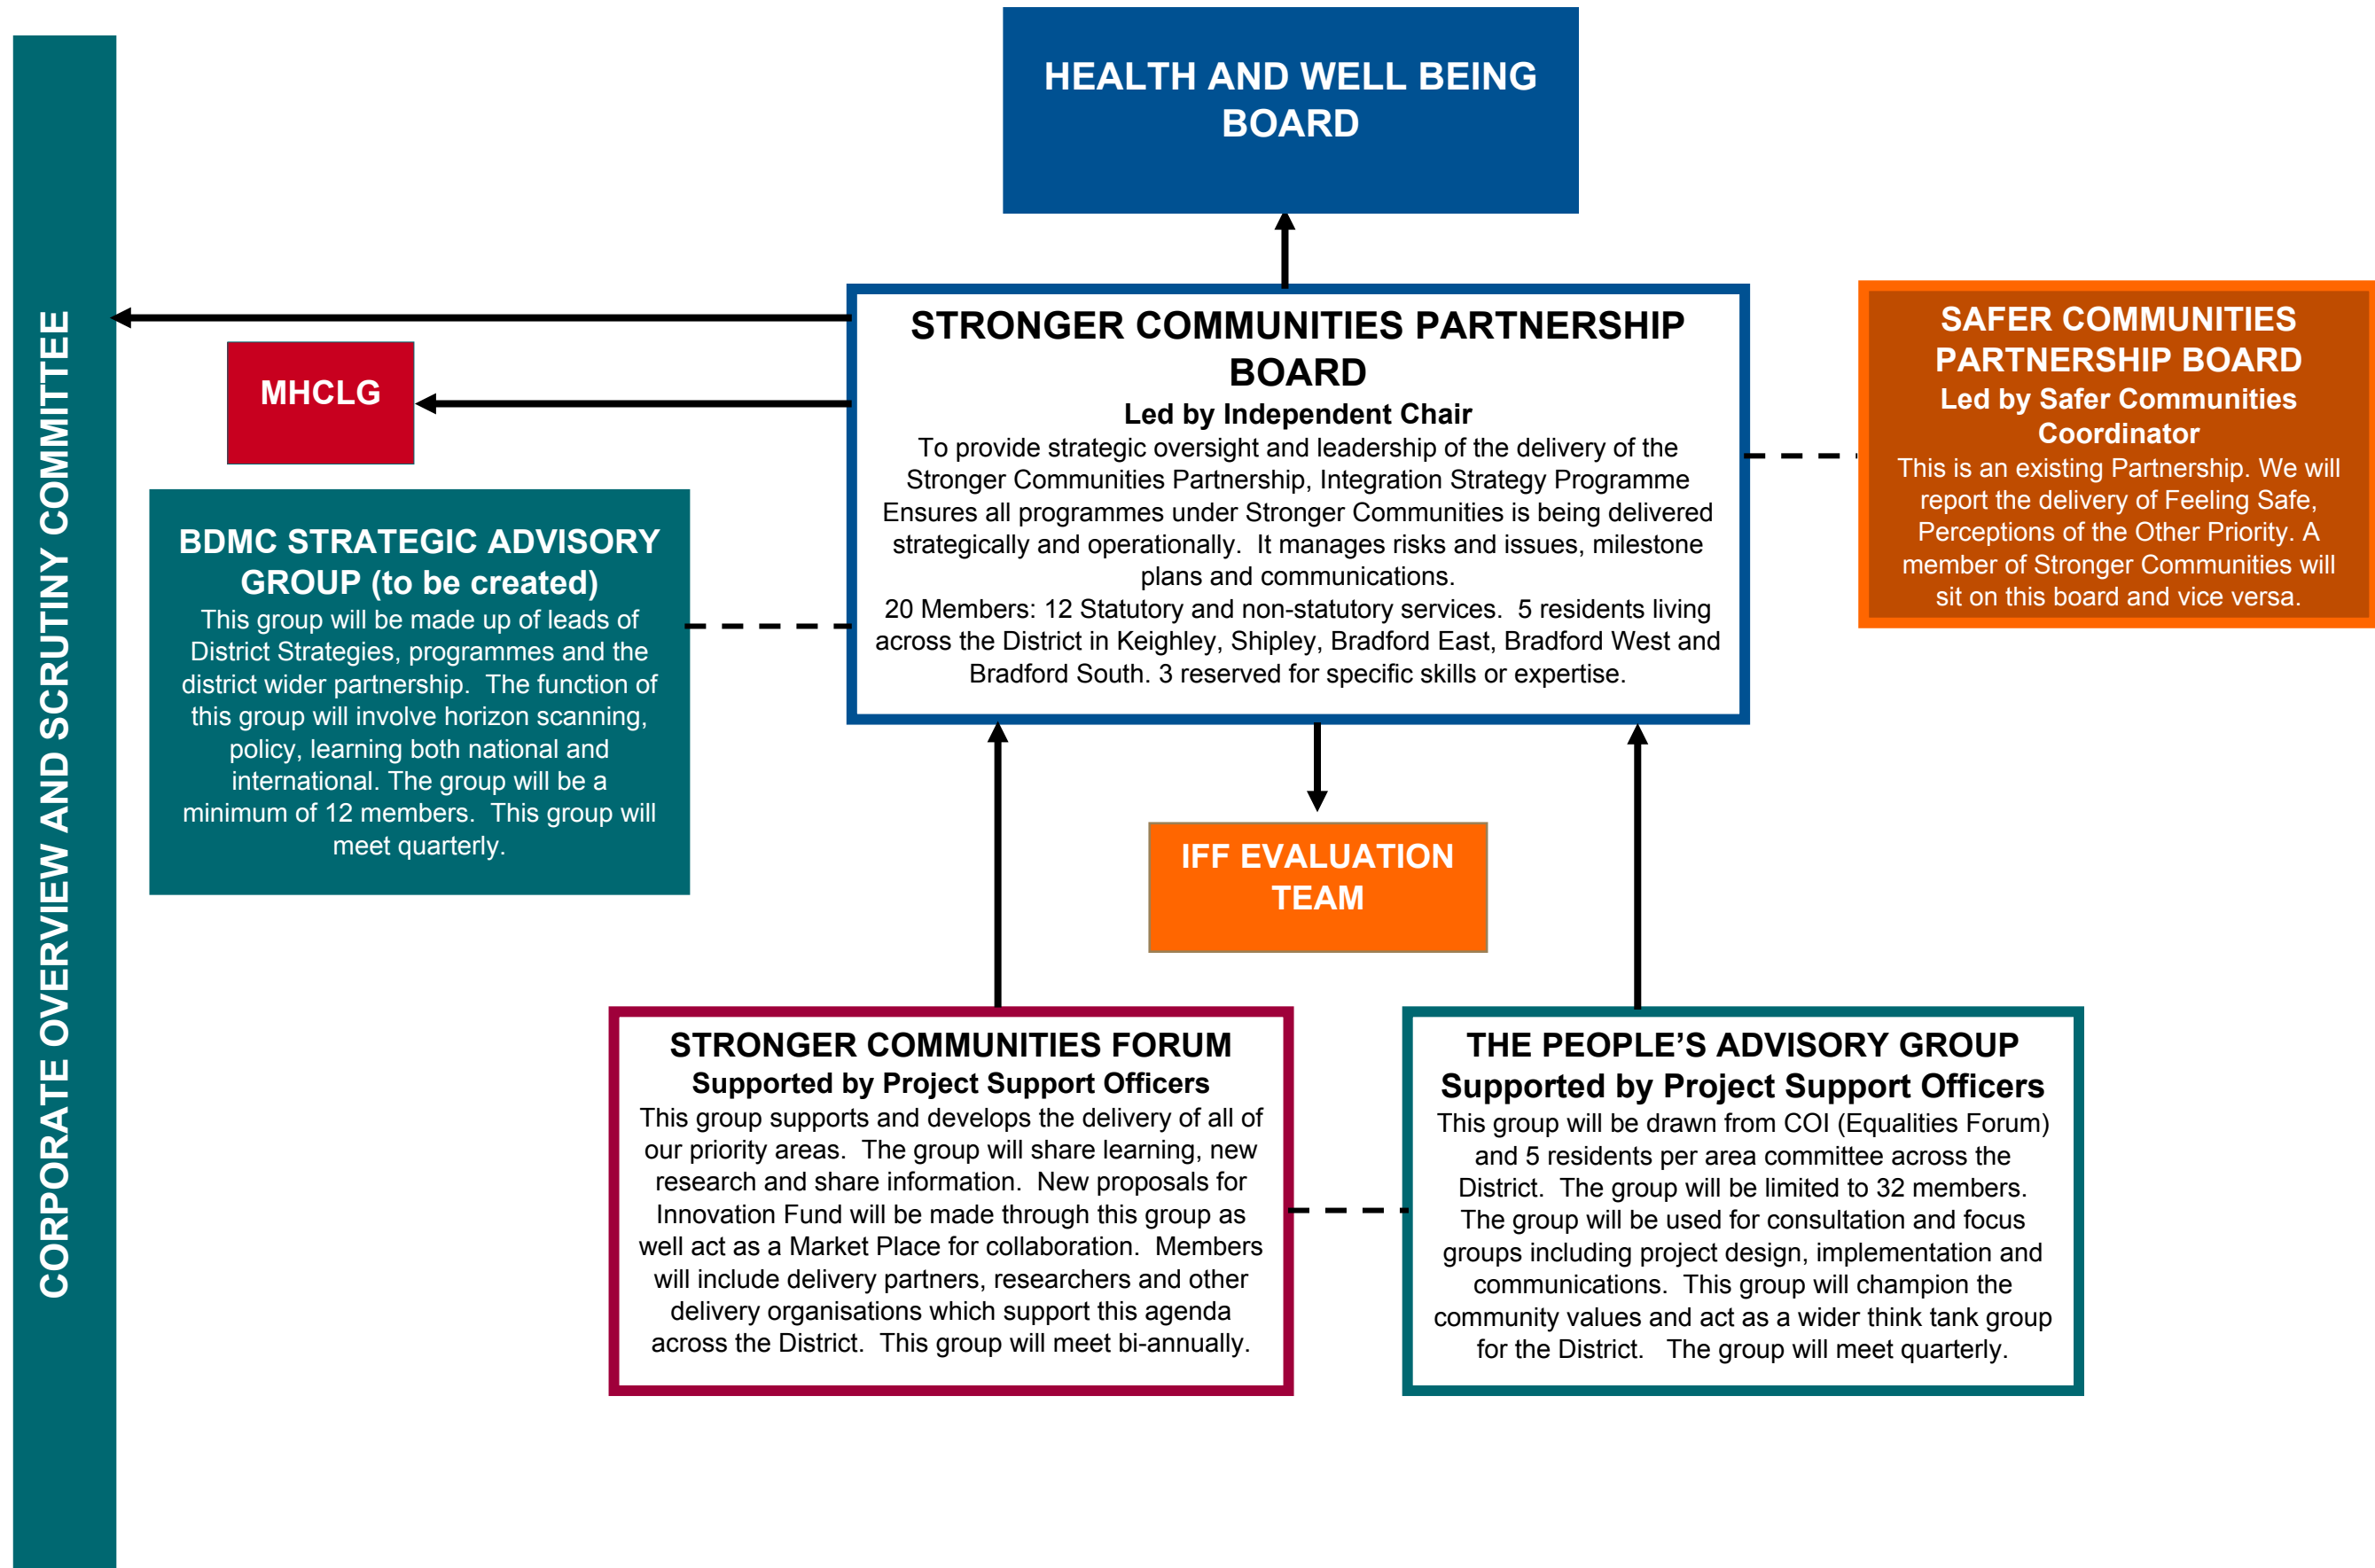 HEALTH AND WELL BEING
BOARD
CORPORATE OVERVIEW AND SCRUTINY COMMITTEE
STRONGER COMMUNITIES PARTNERSHIP
BOARD
Led by Independent Chair
To provide strategic oversight and leadership of the delivery of the
Stronger Communities Partnership, Integration Strategy Programme
Ensures all programmes under Stronger Communities is being delivered
strategically and operationally. It manages risks and issues, milestone
plans and communications.
20 Members: 12 Statutory and non-statutory services. 5 residents living
across the District in Keighley, Shipley, Bradford East, Bradford West and
Bradford South. 3 reserved for specific skills or expertise.
SAFER COMMUNITIES
PARTNERSHIP BOARD
Led by Safer Communities
Coordinator
This is an existing Partnership. We will
report the delivery of Feeling Safe,
Perceptions of the Other Priority. A
member of Stronger Communities will
sit on this board and vice versa.
MHCLG
BDMC STRATEGIC ADVISORY
GROUP (to be created)
This group will be made up of leads of
District Strategies, programmes and the
district wider partnership. The function of
this group will involve horizon scanning,
policy, learning both national and
international. The group will be a
minimum of 12 members. This group will
meet quarterly.
IFF EVALUATION
TEAM
STRONGER COMMUNITIES FORUM
Supported by Project Support Officers
This group supports and develops the delivery of all of
our priority areas. The group will share learning, new
research and share information. New proposals for
Innovation Fund will be made through this group as
well act as a Market Place for collaboration. Members
will include delivery partners, researchers and other
delivery organisations which support this agenda
across the District. This group will meet bi-annually.
THE PEOPLE’S ADVISORY GROUP
Supported by Project Support Officers
This group will be drawn from COI (Equalities Forum)
and 5 residents per area committee across the
District. The group will be limited to 32 members.
The group will be used for consultation and focus
groups including project design, implementation and
communications. This group will champion the
community values and act as a wider think tank group
for the District. The group will meet quarterly.